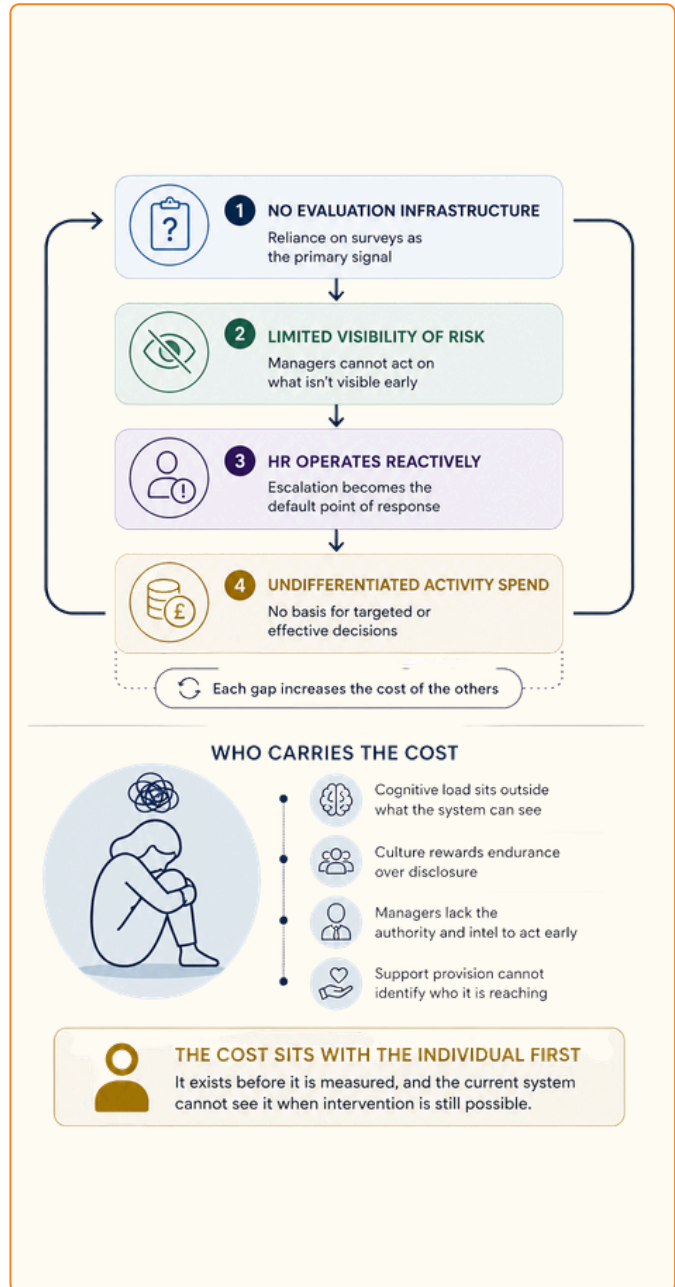 ?
1 NO EVALUATION INFRASTRUCTURE
Reliance on surveys as
the primary signal
2 LIMITED VISIBILITY OF RISK
Managers cannot act on
what isn't visible early
3 HR OPERATES REACTIVELY
!
Escalation becomes the
default point of response
4 UNDIFFERENTIATED ACTIVITY SPEND
£
No basis for targeted or
effective decisions
Each gap increases the cost of the others
WHO CARRIES THE COST
Cognitive load sits outside
what the system can see
Culture rewards endurance
over disclosure
Managers lack the
authority and intel to act early
Support provision cannot
identify who it is reaching
THE COST SITS WITH THE INDIVIDUAL FIRST
It exists before it is measured, and the current system
cannot see it when intervention is still possible.